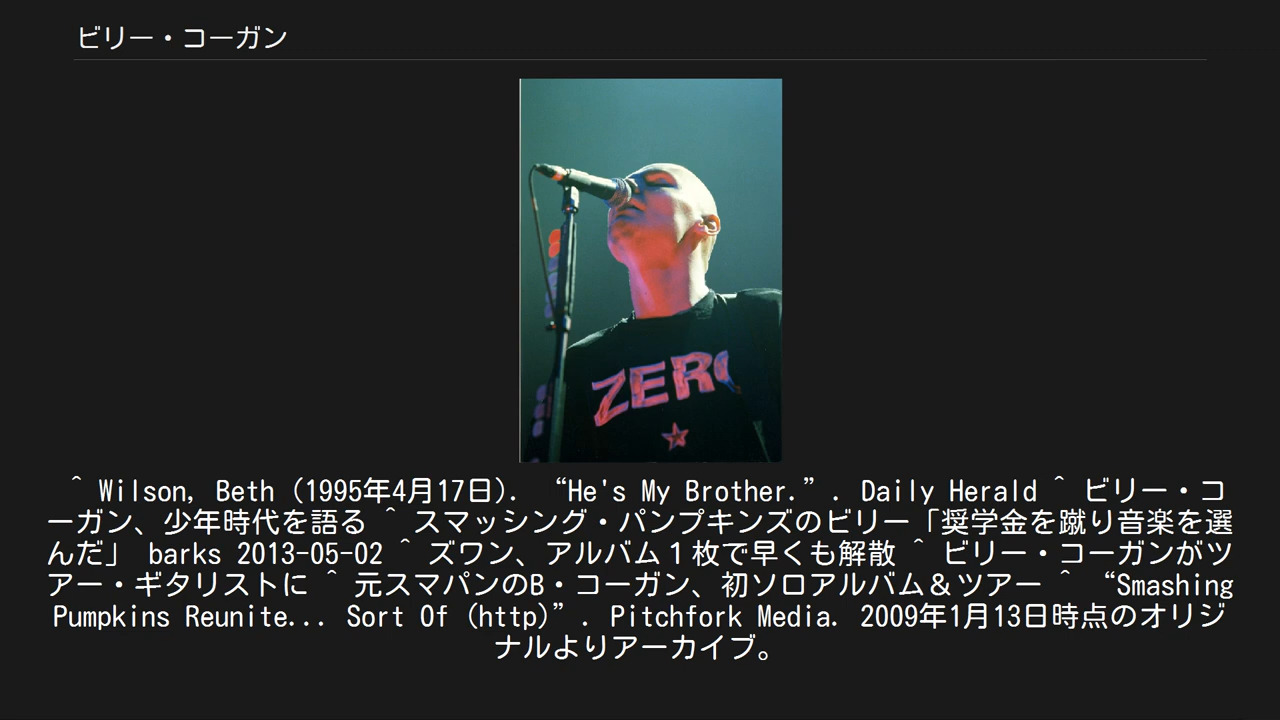 ビリー・コーガン
ZERO
^ Wilson, Beth (1995年4月17日). “He's My Brother.”. Daily Herald ^ ビリー・コ
ーガン、少年時代を語る ^ スマッシング・パンプキンズのビリー「奨学金を蹴り音楽を選
んだ」 barks 2013-05-02 ^ ズワン、アルバム１枚で早くも解散 ^ ビリー・コーガンがツ
アー・ギタリストに ^ 元スマパンのB・コーガン、初ソロアルバム＆ツアー ^ “Smashing
Pumpkins Reunite... Sort Of (http)”. Pitchfork Media. 2009年1月13日時点のオリジ
ナルよりアーカイブ。